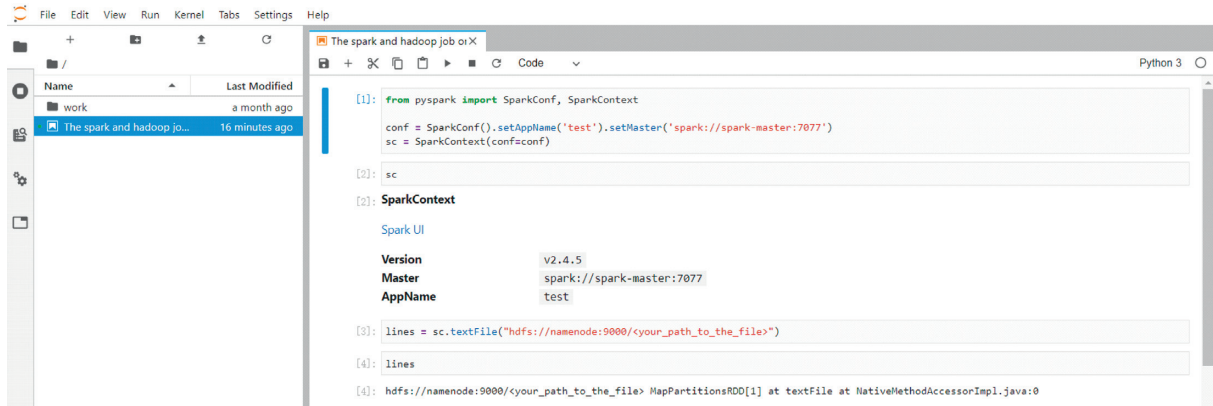 File Edit View Run Kernel Tabs Settings Help
The spark and hadoop job or
/
Code
Python 3
Name Last Modified
work a month ago
The spark and hadoop jo... 16 minutes ago
[1]: from pyspark import SparkConf, SparkContext
conf = SparkConf().setAppName('test').setMaster('spark://spark-master:7077')
sc = SparkContext(conf=conf)
[2]: sc
[2]: SparkContext
Spark UI
Version v2.4.5
Master spark://spark-master:7077
AppName test
[3]: lines = sc.textFile("hdfs://namenode:9000/<your_path_to_the_file>")
[4]: lines
[4]: hdfs://namenode:9000/<your_path_to_the_file> MapPartitionsRDD[1] at textFile at NativeMethodAccessorImpl.java:0